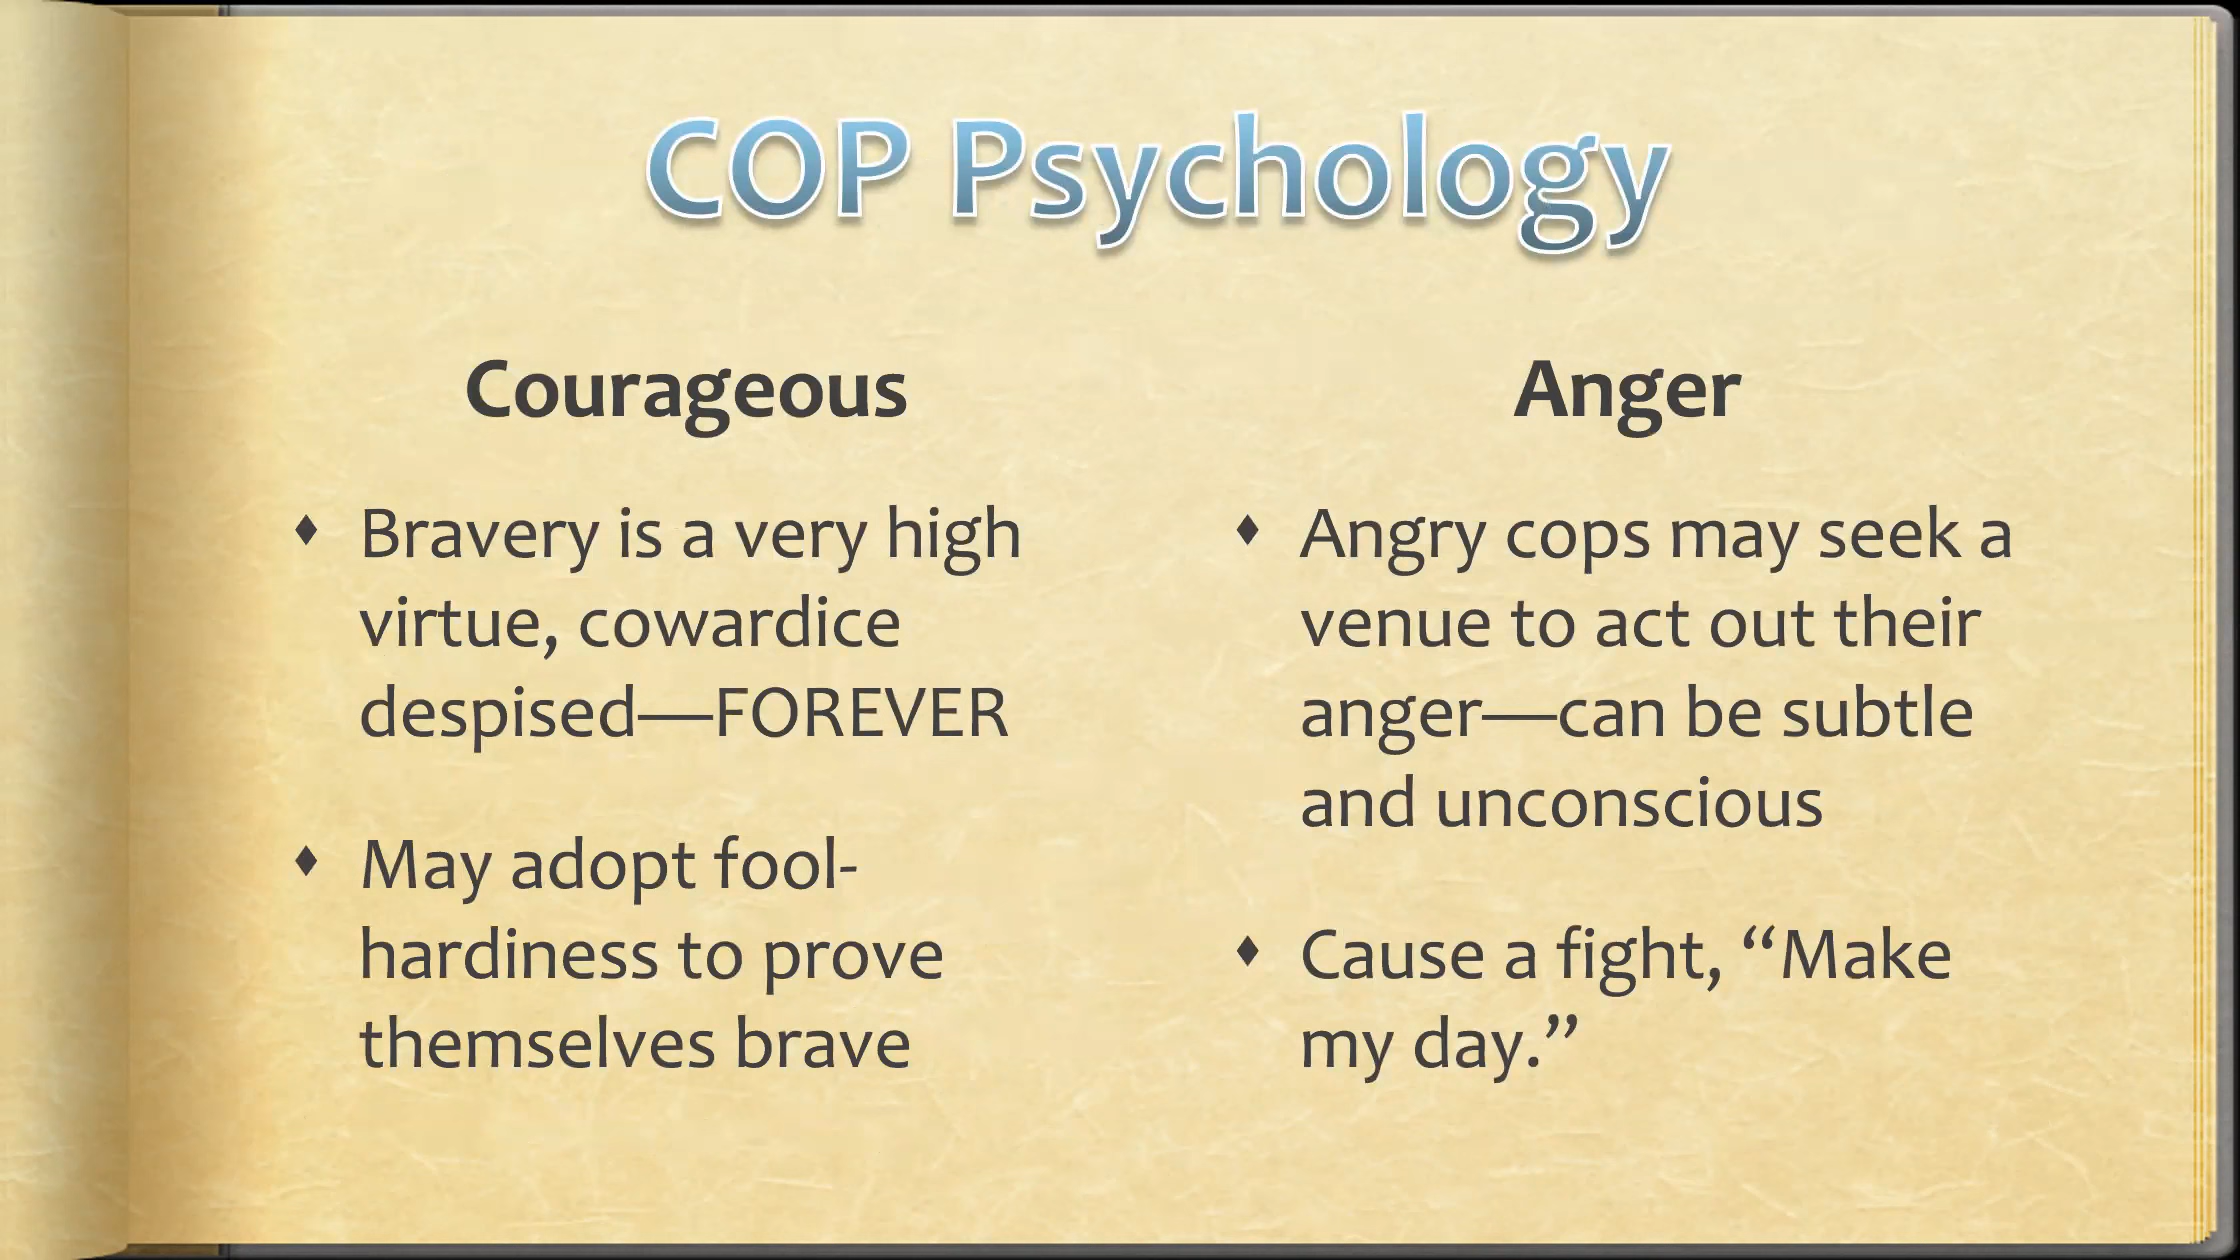 COP Psychology
Courageous
♦ Bravery is a very high
virtue, cowardice
despised—FOREVER
♦ May adopt fool-
hardiness to prove
themselves brave
Anger
♦ Angry cops may seek a
venue to act out their
anger—can be subtle
and unconscious
♦ Cause a fight, “Make
my day.”